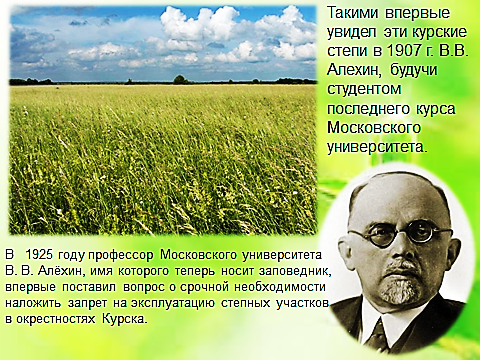 Такими впервые
увидел эти курские
степи в 1907 г. В.В.
Алехин, будучи
студентом
последнего курса
Московского
университета.
В 1925 году профессор Московского университета
В. В. Алёхин, имя которого теперь носит заповедник,
впервые поставил вопрос о срочной необходимости
наложить запрет на эксплуатацию степных участков
в окрестностях Курска.